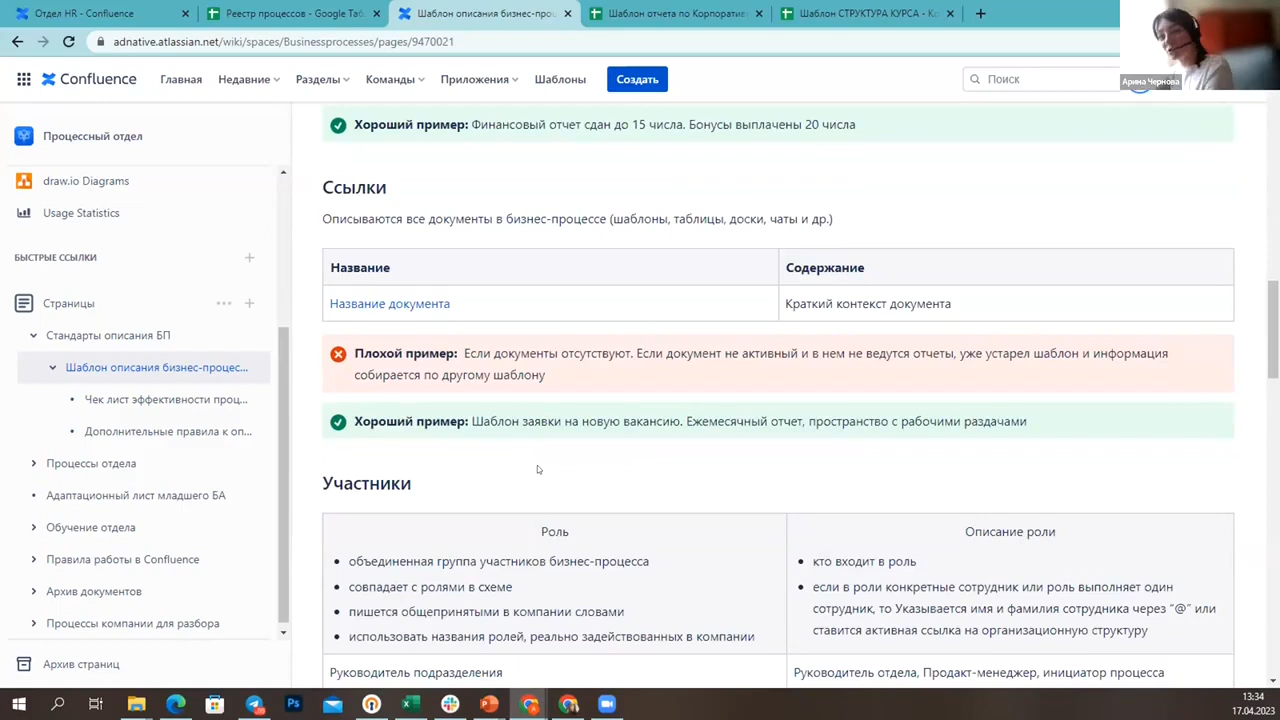 Отдел HR - Confluence
Реестр процессов - Google Таб
Шаблон описания бизнес-проц
Шаблон отчета по Корпоратив
Шаблон СТРУКТУРА КУРСА - Ко
adnative.atlassian.net/wiki/spaces/Businessprocesses/pages/9470021
Арина Чернова
Confluence
Главная
Недавние
Разделы
Команды
Приложения
Шаблоны
Создать
Поиск
Процессный отдел
draw.io Diagrams
Usage Statistics
БЫСТРЫЕ ССЫЛКИ
Страницы
Стандарты описания БП
Шаблон описания бизнес-процес...
Чек лист эффективности проц...
Дополнительные правила к оп...
Процессы отдела
Адаптационный лист младшего БА
Обучение отдела
Правила работы в Confluence
Архив документов
Процессы компании для разбора
Архив страниц
Хороший пример: Финансовый отчет сдан до 15 числа. Бонусы выплачены 20 числа
Ссылки
Описываются все документы в бизнес-процессе (шаблоны, таблицы, доски, чаты и др.)
Название
Содержание
Название документа
Краткий контекст документа
Плохой пример: Если документы отсутствуют. Если документ не активный и в нем не ведутся отчеты, уже устарел шаблон и информация
собирается по другому шаблону
Хороший пример: Шаблон заявки на новую вакансию. Ежемесячный отчет, пространство с рабочими раздачами
Участники
Роль
• объединенная группа участников бизнес-процесса
• совпадает с ролями в схеме
• пишется общепринятыми в компании словами
• использовать названия ролей, реально задействованных в компании
Описание роли
• кто входит в роль
• если в роли конкретные сотрудник или роль выполняет один
сотрудник, то Указывается имя и фамилия сотрудника через "@" или
ставится активная ссылка на организационную структуру
Руководитель подразделения
Руководитель отдела, Продакт-менеджер, инициатор процесса
13:34
17.04.2023